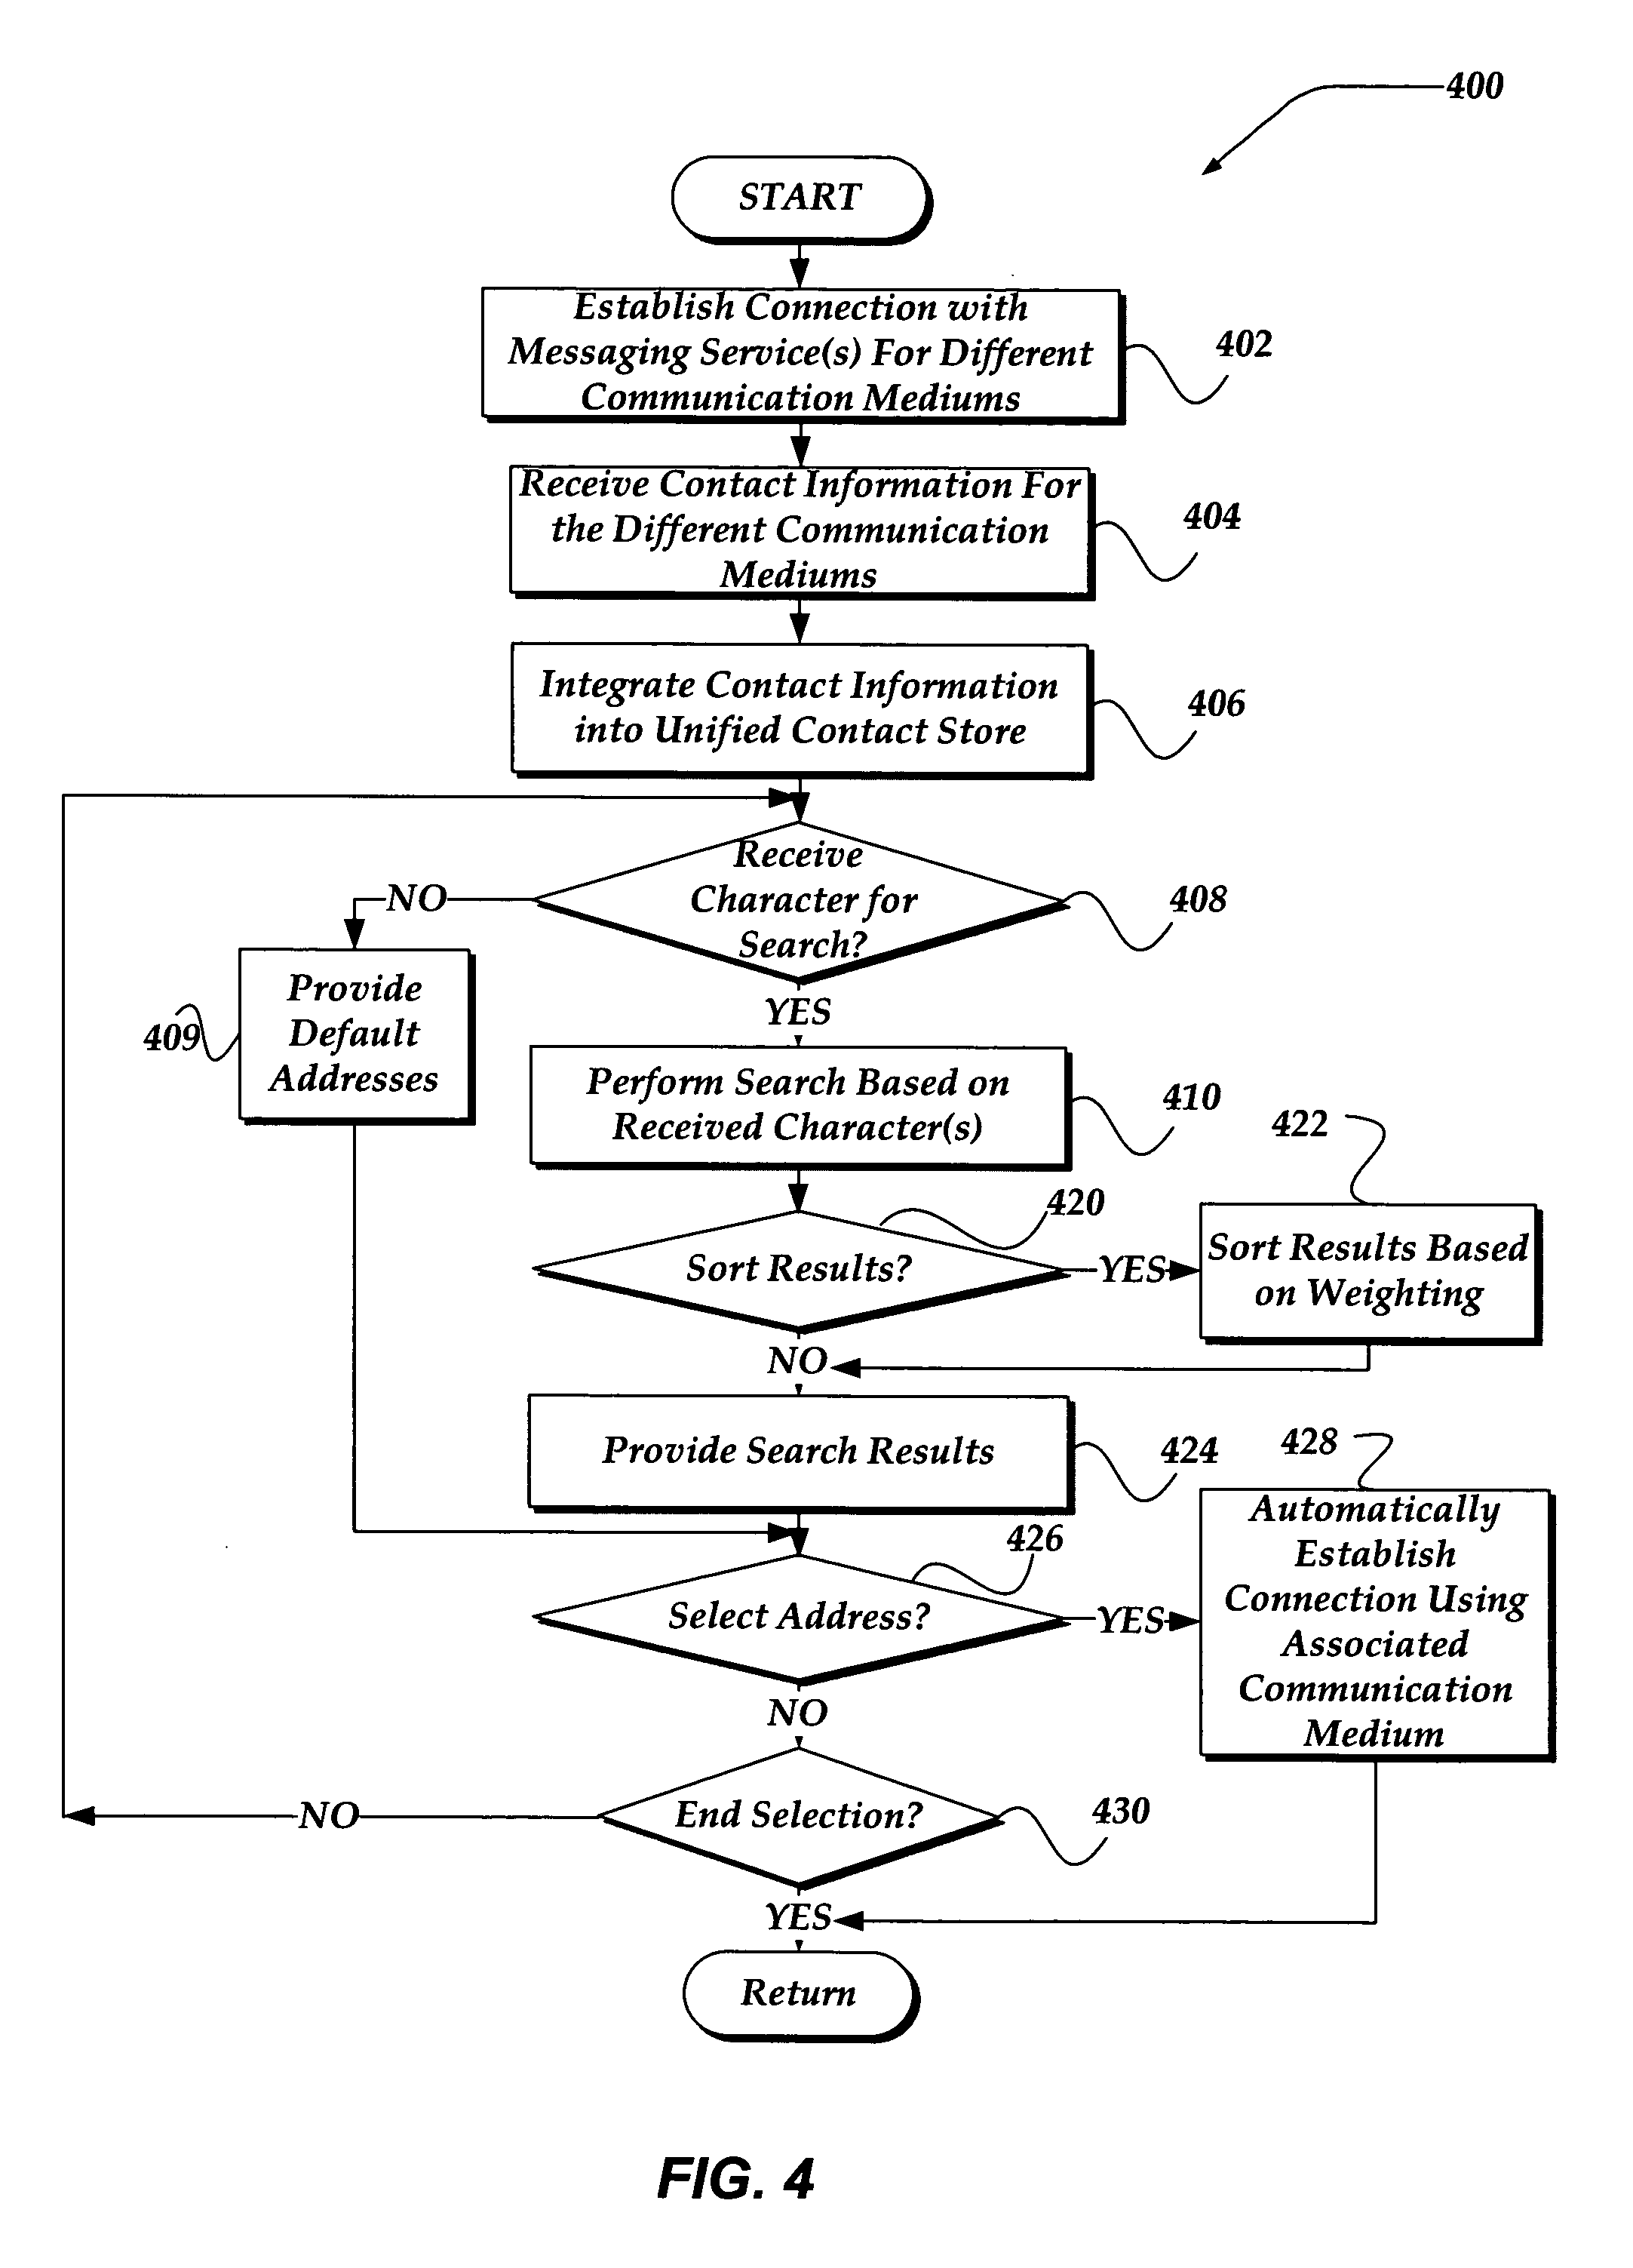 400
START
Establish Connection with
Messaging Service(s) For Different
Communication Mediums
402
Receive Contact Information For
the Different Communication
Mediums
404
Integrate Contact Information
into Unified Contact Store
406
Receive
Character for
Search?
408
NO
Provide
Default
Addresses
409
YES
Perform Search Based on
Received Character(s)
410
420
422
Sort Results?
YES
Sort Results Based
on Weighting
NO
Provide Search Results
424
426
428
Select Address?
YES
Automatically
Establish
Connection Using
Associated
Communication
Medium
NO
End Selection?
430
NO
YES
Return
FIG. 4